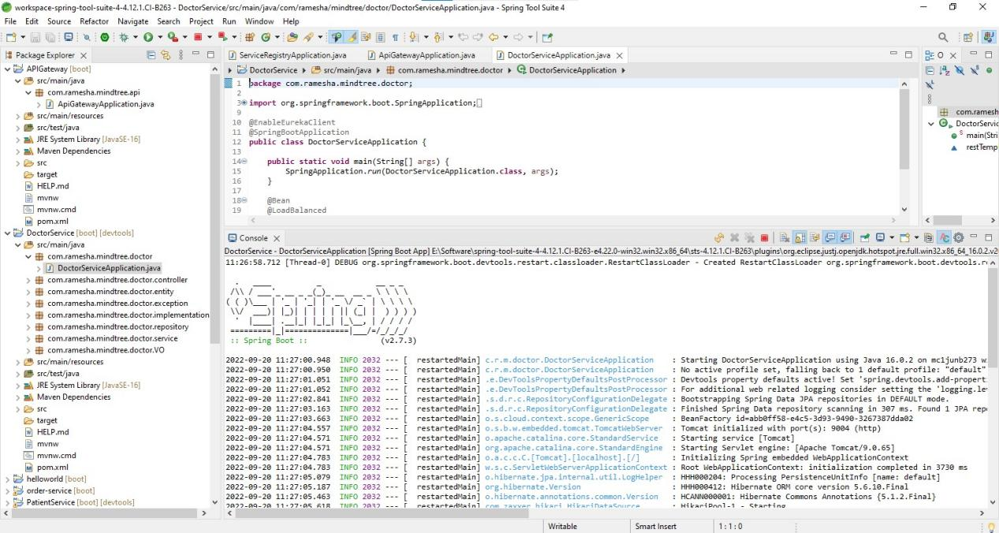 workspace-spring-tool-suite-4-4.12.1.CI-B263 - DoctorService/src/main/java/com/ramesha/mindtree/doctor/DoctorServiceApplication.java - Spring Tool Suite 4
File Edit Source Refactor Navigate Search Project Run Window Help
Package Explorer
APIGateway [boot]
src/main/java
com.ramesha.mindtree.api
ApiGatewayApplication.java
src/main/resources
src/test/java
JRE System Library [JavaSE-16]
Maven Dependencies
src
target
HELP.md
mvnw
mvnw.cmd
pom.xml
DoctorService [boot] [devtools]
src/main/java
com.ramesha.mindtree.doctor
DoctorServiceApplication.java
com.ramesha.mindtree.doctor.controller
com.ramesha.mindtree.doctor.entity
com.ramesha.mindtree.doctor.exception
com.ramesha.mindtree.doctor.implementation
com.ramesha.mindtree.doctor.repository
com.ramesha.mindtree.doctor.service
com.ramesha.mindtree.doctor.VO
src/main/resources
src/test/java
JRE System Library [JavaSE-16]
Maven Dependencies
src
target
HELP.md
mvnw
mvnw.cmd
pom.xml
helloworld [boot]
order-service [boot]
PatientService [boot] [devtools]
ServiceRegistryApplication.java ApiGatewayApplication.java DoctorServiceApplication.java
DoctorService src/main/java com.ramesha.mindtree.doctor DoctorServiceApplication
1 package com.ramesha.mindtree.doctor;
2
3 import org.springframework.boot.SpringApplication;
9
10 @EnableEurekaClient
11 @SpringBootApplication
12 public class DoctorServiceApplication {
13
14 public static void main(String[] args) {
15 SpringApplication.run(DoctorServiceApplication.class, args);
16 }
17
18 @Bean
19 @LoadBalanced
O
com.ramesh
DoctorServic
main(Stri
restTemp
Console
DoctorService - DoctorServiceApplication [Spring Boot App] E:\Software\spring-tool-suite-4-4.12.1.CI-B263-e4.22.0-win32.win32.x86_64\sts-4.12.1.CI-B263\plugins\org.eclipse.justj.openjdk.hotspot.jre.full.win32.x86_64_16.0.2.v2
11:26:58.712 [Thread-0] DEBUG org.springframework.boot.devtools.restart.classloader.RestartClassLoader - Created RestartClassLoader org.springframework.boot.devtools.re
Spring
:: Spring Boot :: (v2.7.3)
2022-09-20 11:27:00.948 INFO 2032 --- [ restartedMain] c.r.m.doctor.DoctorServiceApplication : Starting DoctorServiceApplication using Java 16.0.2 on mc1junb273 w
2022-09-20 11:27:00.950 INFO 2032 --- [ restartedMain] c.r.m.doctor.DoctorServiceApplication : No active profile set, falling back to 1 default profile: "default"
2022-09-20 11:27:01.051 INFO 2032 --- [ restartedMain] .e.DevToolsPropertyDefaultsPostProcessor : Devtools property defaults active! Set 'spring.devtools.add-propert
2022-09-20 11:27:01.052 INFO 2032 --- [ restartedMain] .e.DevToolsPropertyDefaultsPostProcessor : For additional web related logging consider setting the 'logging.lev
2022-09-20 11:27:02.841 INFO 2032 --- [ restartedMain] .s.d.r.c.RepositoryConfigurationDelegate : Bootstrapping Spring Data JPA repositories in DEFAULT mode.
2022-09-20 11:27:03.163 INFO 2032 --- [ restartedMain] .s.d.r.c.RepositoryConfigurationDelegate : Finished Spring Data repository scanning in 307 ms. Found 1 JPA repo
2022-09-20 11:27:03.663 INFO 2032 --- [ restartedMain] o.s.cloud.context.scope.GenericScope : BeanFactory id=abb0ff58-e4c5-3d93-9490-3267387dda02
2022-09-20 11:27:04.557 INFO 2032 --- [ restartedMain] o.s.b.w.embedded.tomcat.TomcatWebServer : Tomcat initialized with port(s): 9004 (http)
2022-09-20 11:27:04.571 INFO 2032 --- [ restartedMain] o.apache.catalina.core.StandardService : Starting service [Tomcat]
2022-09-20 11:27:04.571 INFO 2032 --- [ restartedMain] org.apache.catalina.core.StandardEngine : Starting Servlet engine: [Apache Tomcat/9.0.65]
2022-09-20 11:27:04.783 INFO 2032 --- [ restartedMain] o.a.c.c.C.[Tomcat].[localhost].[/] : Initializing Spring embedded WebApplicationContext
2022-09-20 11:27:04.783 INFO 2032 --- [ restartedMain] w.s.c.ServletWebServerApplicationContext : Root WebApplicationContext: initialization completed in 3730 ms
2022-09-20 11:27:05.079 INFO 2032 --- [ restartedMain] o.hibernate.jpa.internal.util.LogHelper : HHH000204: Processing PersistenceUnitInfo [name: default]
2022-09-20 11:27:05.187 INFO 2032 --- [ restartedMain] org.hibernate.Version : HHH000412: Hibernate ORM core version 5.6.10.Final
2022-09-20 11:27:05.463 INFO 2032 --- [ restartedMain] o.hibernate.annotations.common.Version : HCANN000001: Hibernate Commons Annotations {5.1.2.Final}
2022-09-20 11:27:05.618 INFO 2032 --- [ restartedMain] com.zaxxer.hikari.HikariDataSource : HikariPool-1 - Starting
Writable Smart Insert 1 : 1 : 0